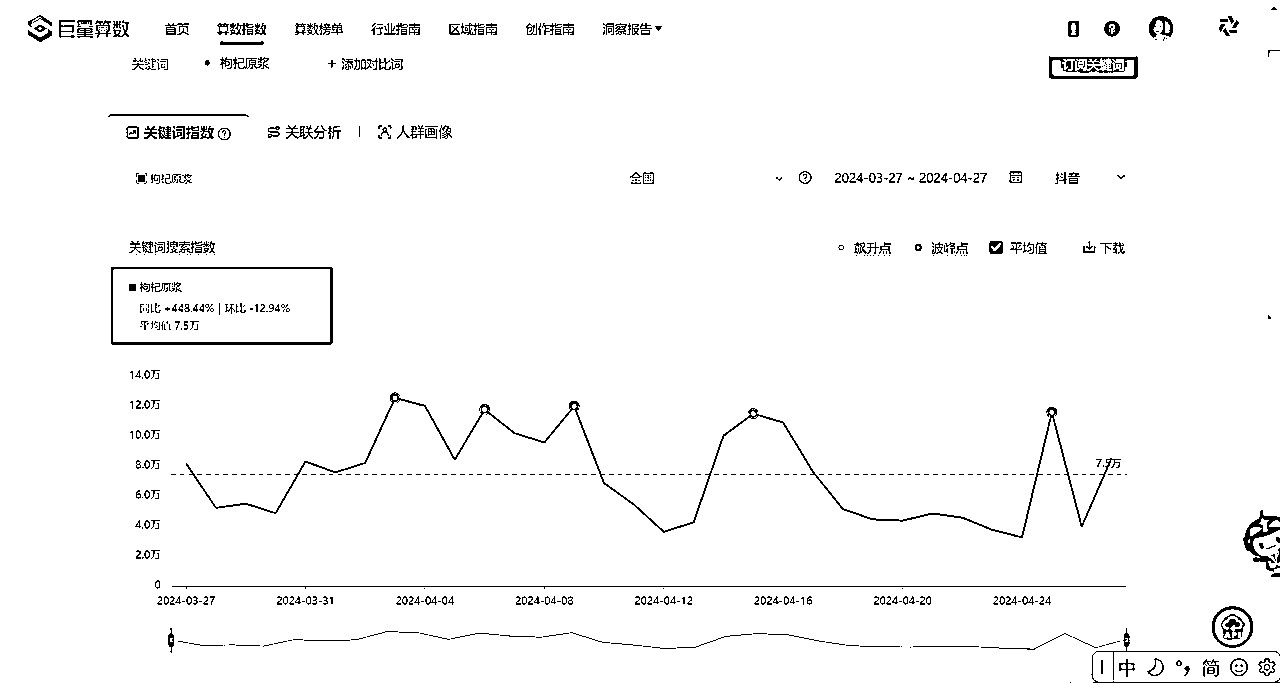 巨量算数 首页 算数指数 算数榜单 行业指南 区域指南 创作指南 洞察报告
关键词 枸杞原浆 + 添加对比词 订阅关键词
关键词指数 关联分析 | 人群画像
枸杞原浆 全国 2024-03-27 ~ 2024-04-27 抖音
关键词搜索指数 飙升点 波峰点 平均值 下载
枸杞原浆
同比 +448.44% | 环比 -12.94%
平均值 7.5万
14.0万
12.0万
10.0万
8.0万
7.5万
6.0万
4.0万
2.0万
0
2024-03-27 2024-03-31 2024-04-04 2024-04-08 2024-04-12 2024-04-16 2024-04-20 2024-04-24
中 简